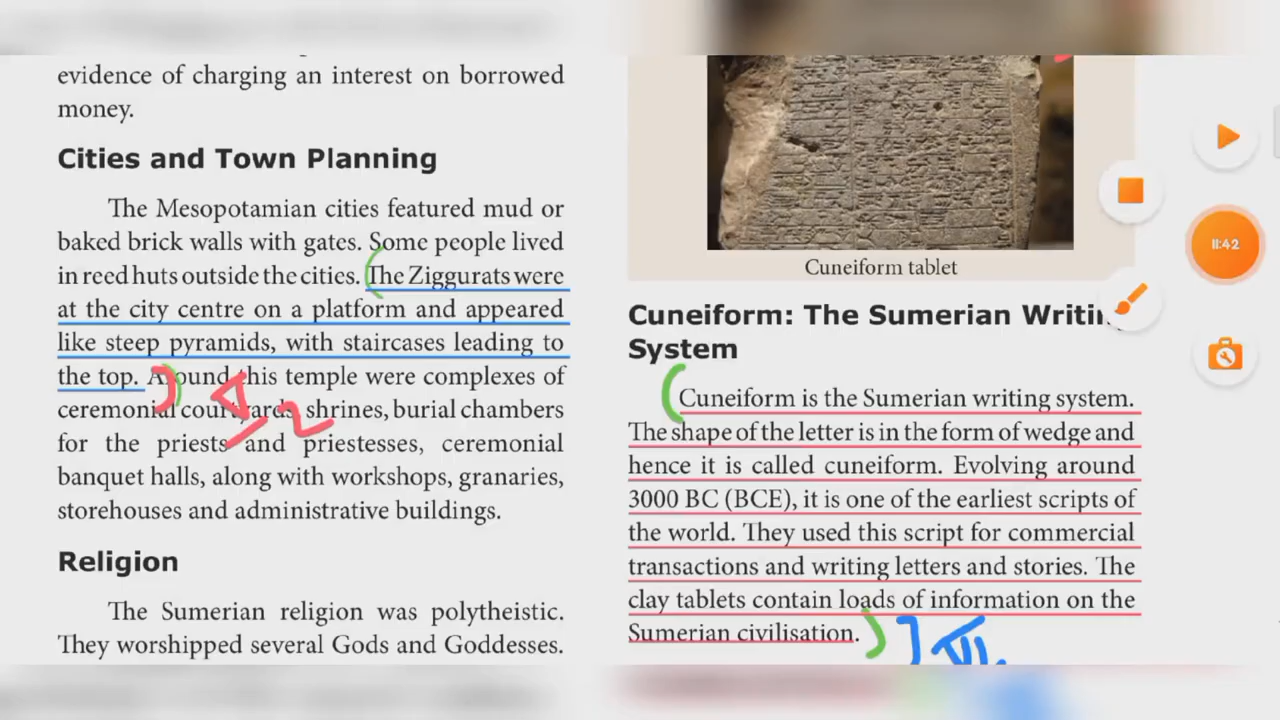 evidence of charging an interest on borrowed
money.
Cities and Town Planning
The Mesopotamian cities featured mud or
baked brick walls with gates. Some people lived
in reed huts outside the cities. The Ziggurats were
at the city centre on a platform and appeared
like steep pyramids, with staircases leading to
the top. Around this temple were complexes of
ceremonial courtyards, shrines, burial chambers
for the priests and priestesses, ceremonial
banquet halls, along with workshops, granaries,
storehouses and administrative buildings.
Religion
The Sumerian religion was polytheistic.
They worshipped several Gods and Goddesses.
Cuneiform tablet
Cuneiform: The Sumerian Writing
System
Cuneiform is the Sumerian writing system.
The shape of the letter is in the form of wedge and
hence it is called cuneiform. Evolving around
3000 BC (BCE), it is one of the earliest scripts of
the world. They used this script for commercial
transactions and writing letters and stories. The
clay tablets contain loads of information on the
Sumerian civilisation.
11:42